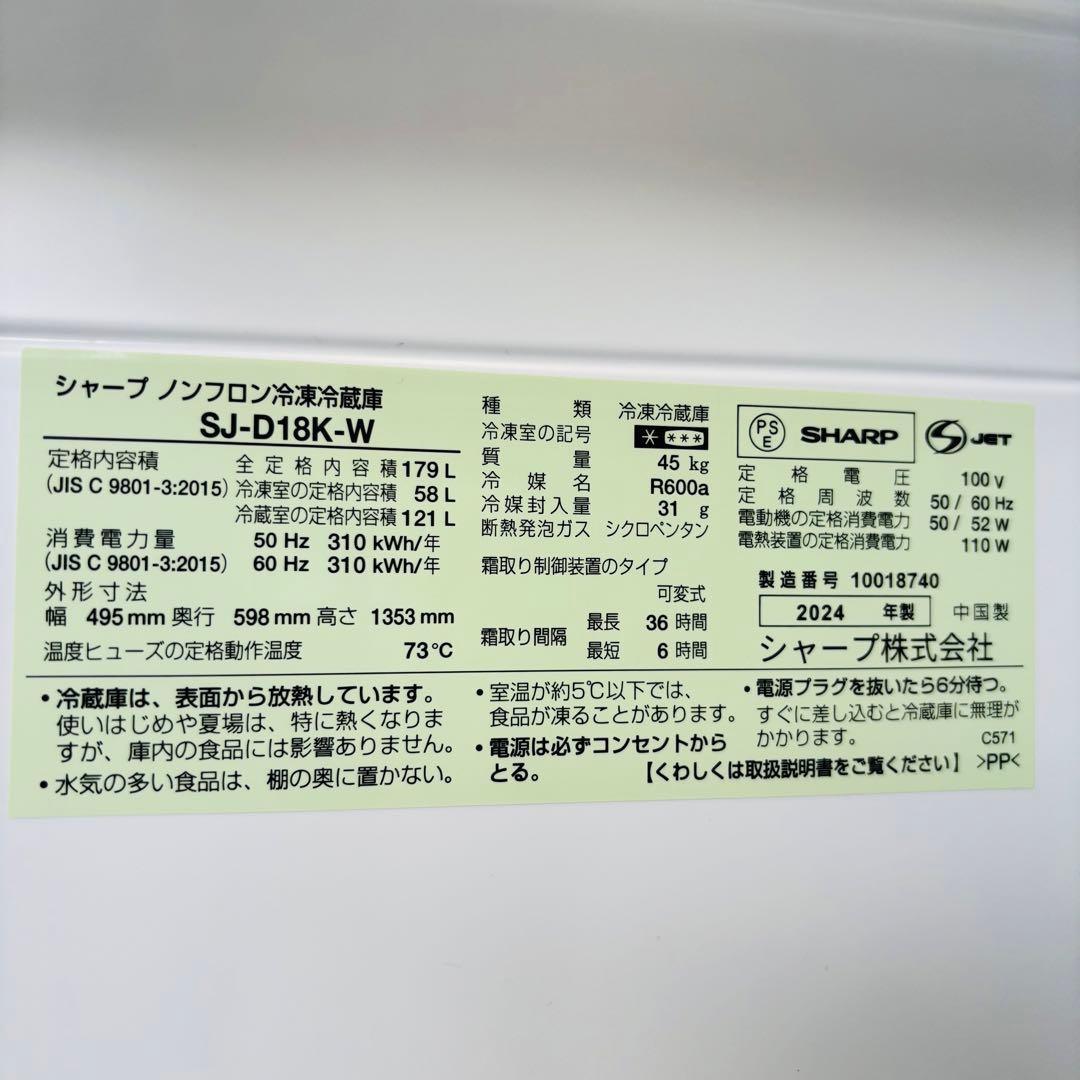 シャープ ノンフロン冷凍冷蔵庫
SJ-D18K-W
定格内容積 全定格内容積 179 L
(JIS C 9801-3:2015) 冷凍室の定格内容積 58 L
冷蔵室の定格内容積 121 L
消費電力量 50 Hz 310 kWh/年
(JIS C 9801-3:2015) 60 Hz 310 kWh/年
外形寸法
幅 495 mm 奥行 598 mm 高さ 1353 mm
温度ヒューズの定格動作温度 73℃
種類 冷凍冷蔵庫
冷凍室の記号 * ***
質量 45 kg
冷媒名 R600a
冷媒封入量 31 g
断熱発泡ガス シクロペンタン
霜取り制御装置のタイプ
可変式
霜取り間隔 最長 36 時間
最短 6 時間
PSE SHARP JET
定格電圧 100 V
定格周波数 50 / 60 Hz
電動機の定格消費電力 50 / 52 W
電熱装置の定格消費電力 110 W
製造番号 10018740
2024 年製 中国製
シャープ株式会社
・冷蔵庫は、表面から放熱しています。
使いはじめや夏場は、特に熱くなりま
すが、庫内の食品には影響ありません。
・水気の多い食品は、棚の奥に置かない。
・室温が約5℃以下では、
食品が凍ることがあります。
・電源は必ずコンセントから
とる。
・電源プラグを抜いたら6分待つ。
すぐに差し込むと冷蔵庫に無理が
かかります。 C571
【くわしくは取扱説明書をご覧ください】 >PP<